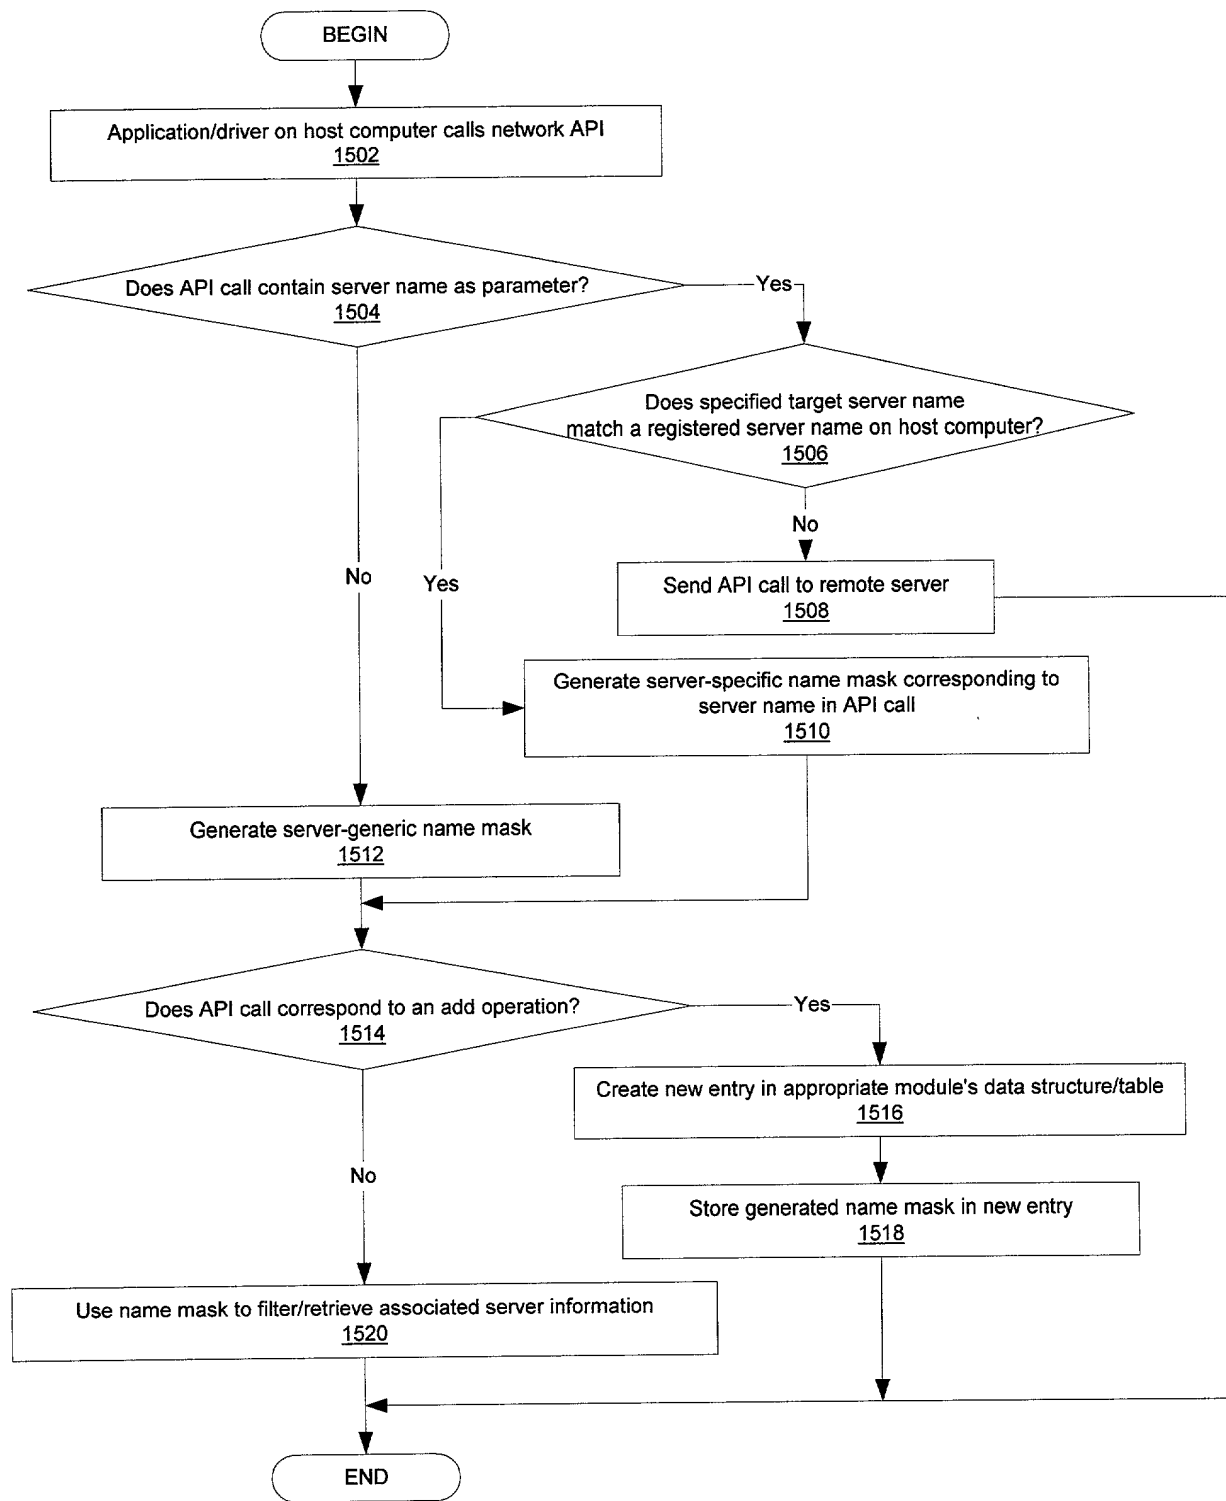 BEGIN
Application/driver on host computer calls network API
1502
Does API call contain server name as parameter?
1504
Yes
Does specified target server name
match a registered server name on host computer?
1506
No
No
Yes
Send API call to remote server
1508
Generate server-specific name mask corresponding to
server name in API call
1510
Generate server-generic name mask
1512
Does API call correspond to an add operation?
1514
Yes
Create new entry in appropriate module's data structure/table
1516
No
Store generated name mask in new entry
1518
Use name mask to filter/retrieve associated server information
1520
END